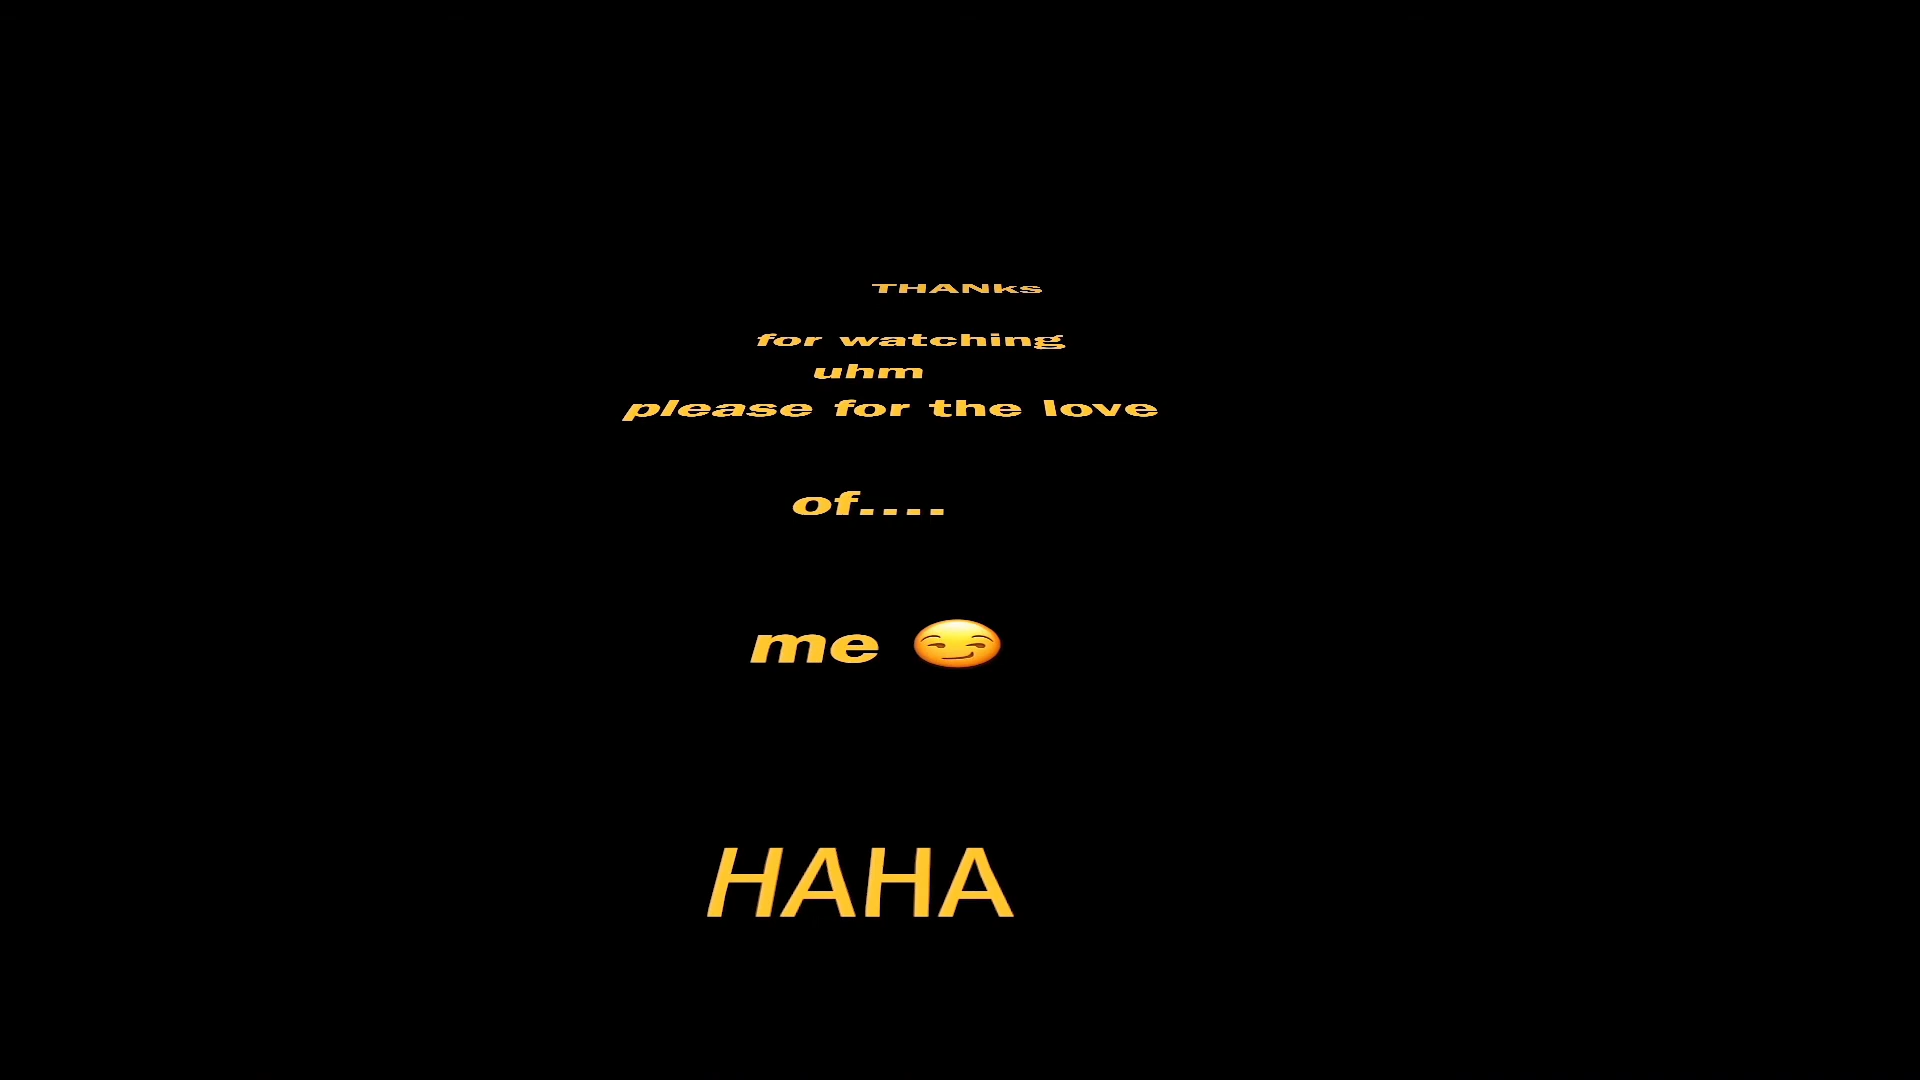 THANks
for watching
uhm
please for the love
of....
me 😏
HAHA